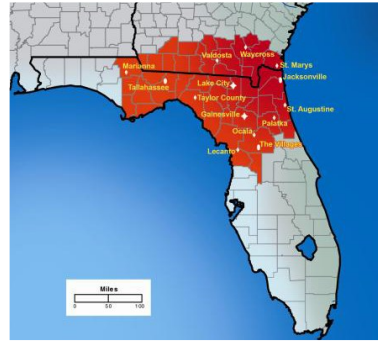 Waycross
Valdosta
St. Marys
Marianna
Lake City
Jacksonville
Tallahassee
Taylor County
St. Augustine
Gainesville
Palatka
Ocala
Lecanto
The Villages
Miles
0 50 100